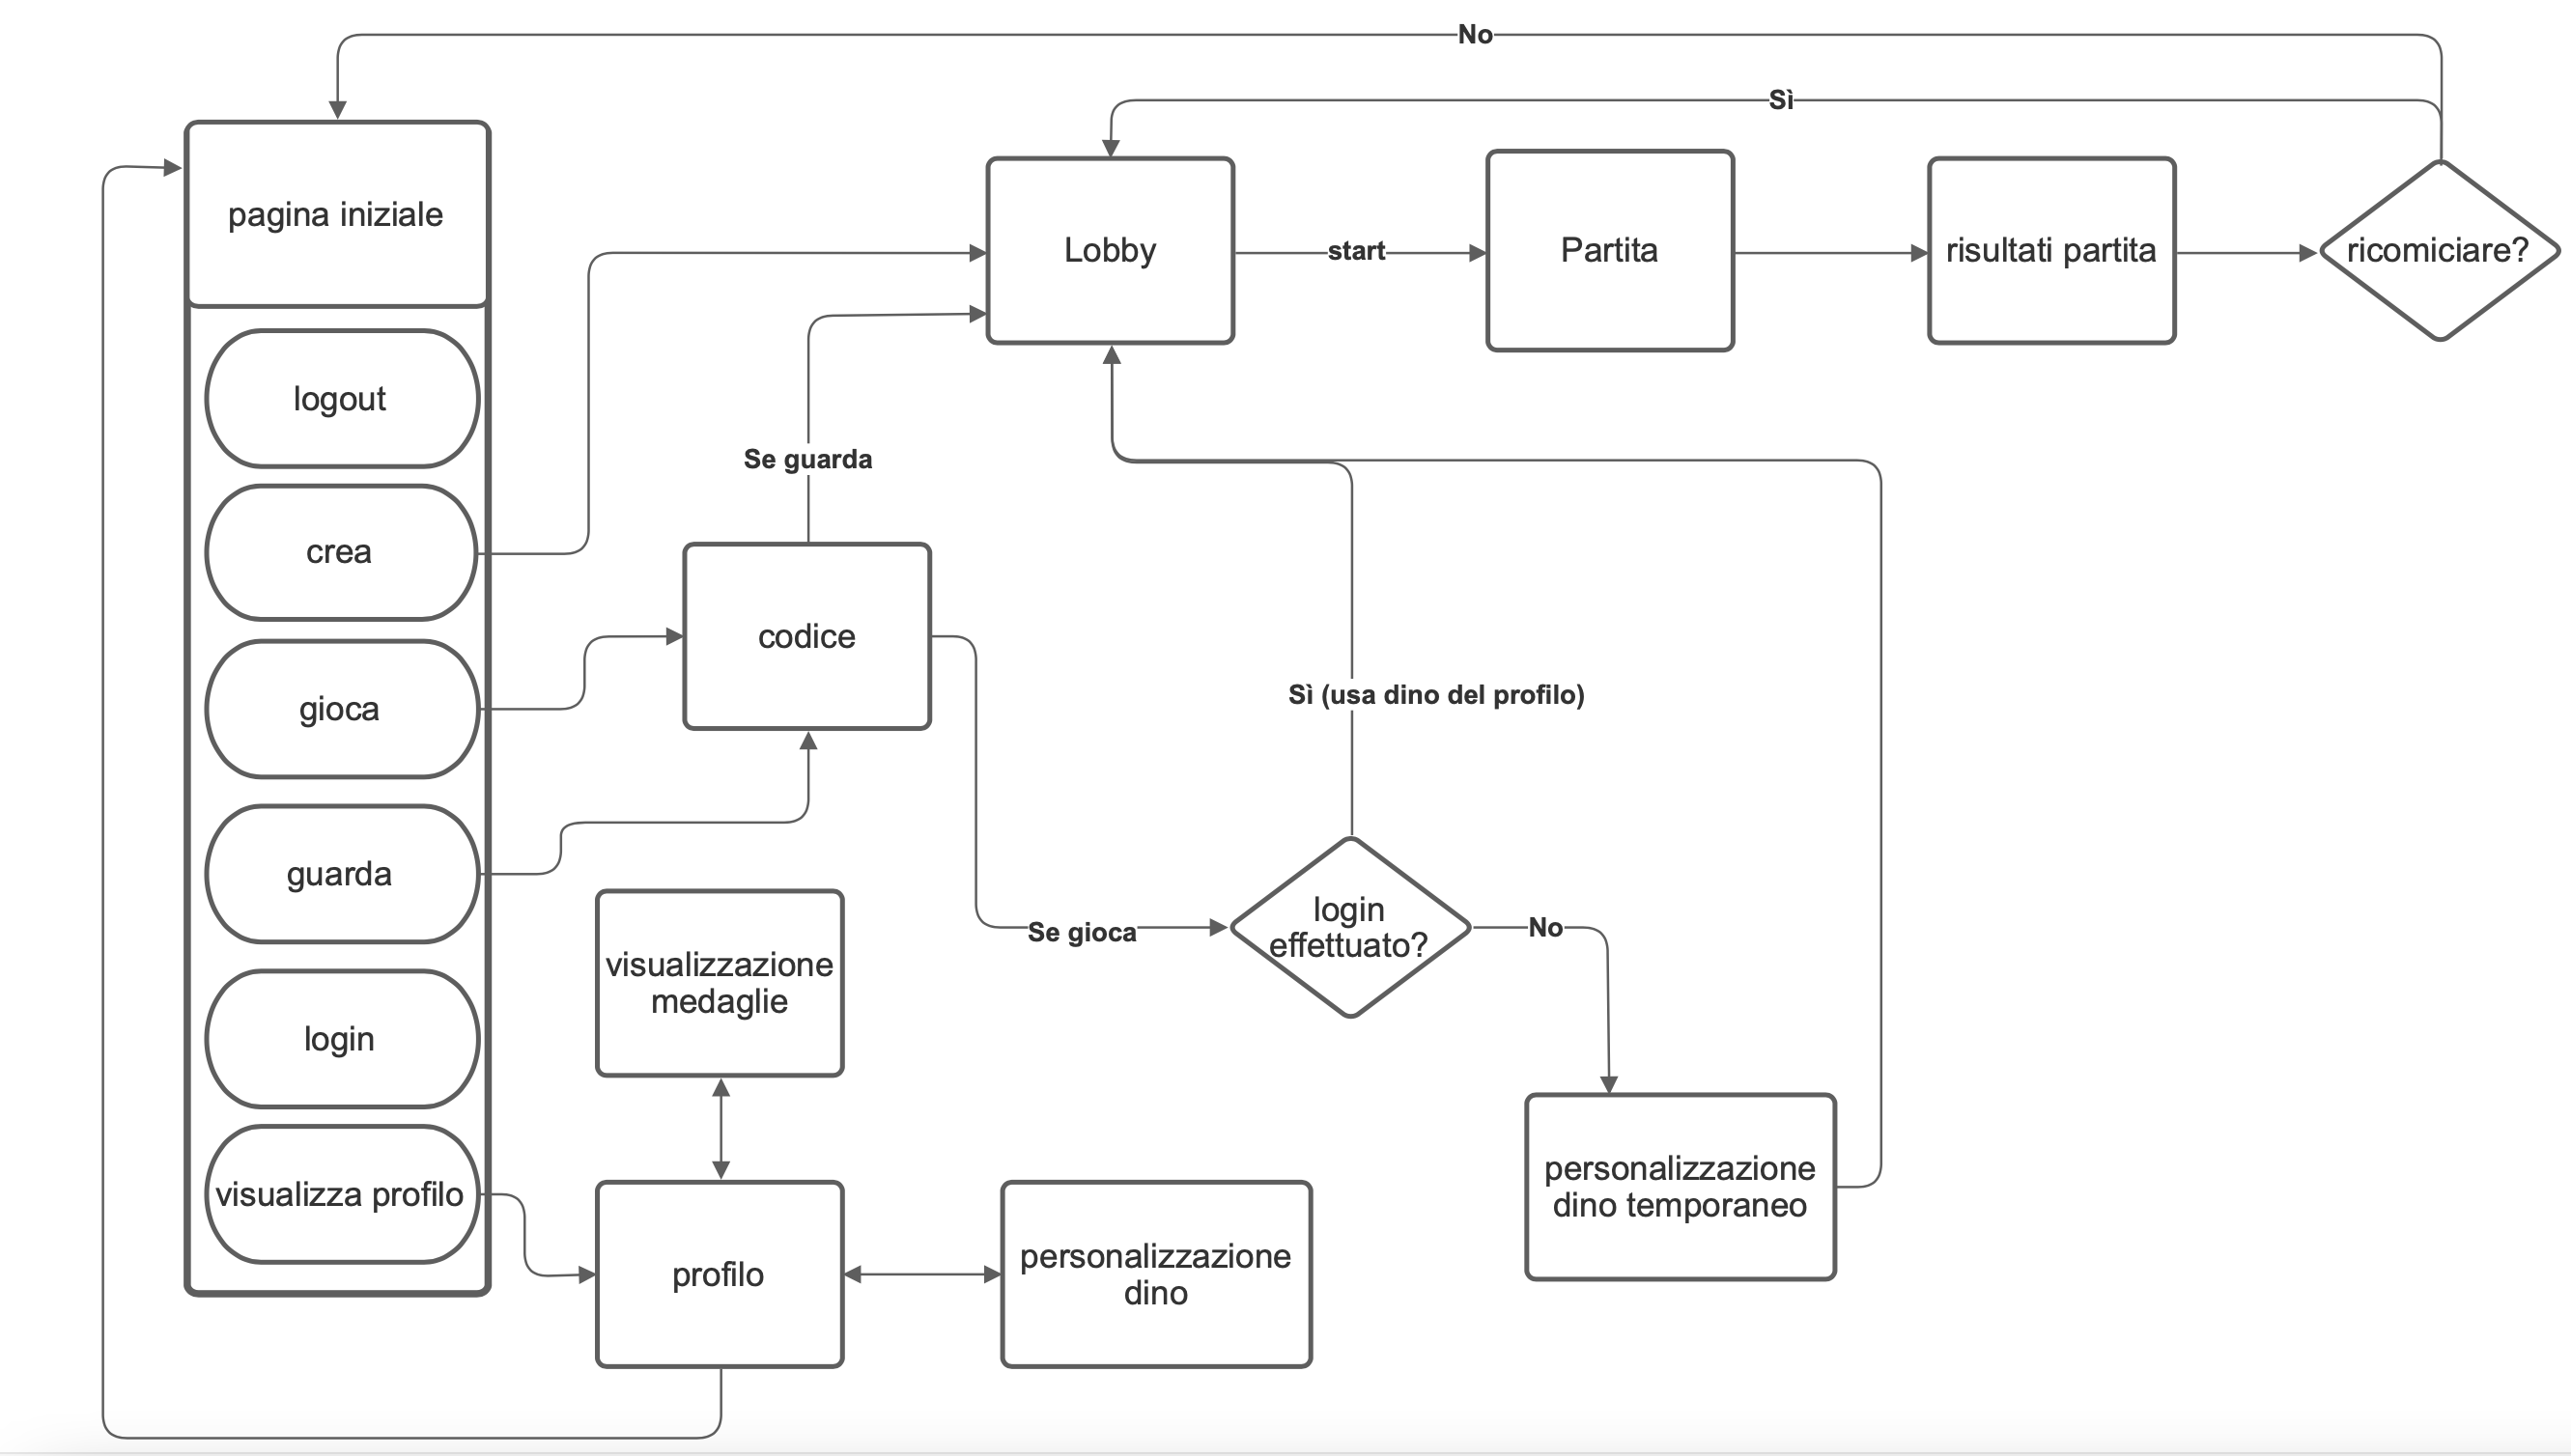 No
Sì
pagina iniziale
Lobby
start
Partita
risultati partita
ricomiciare?
logout
Se guarda
crea
codice
Sì (usa dino del profilo)
gioca
guarda
login
effettuato?
Se gioca
No
visualizzazione
medaglie
login
personalizzazione
dino temporaneo
visualizza profilo
profilo
personalizzazione
dino